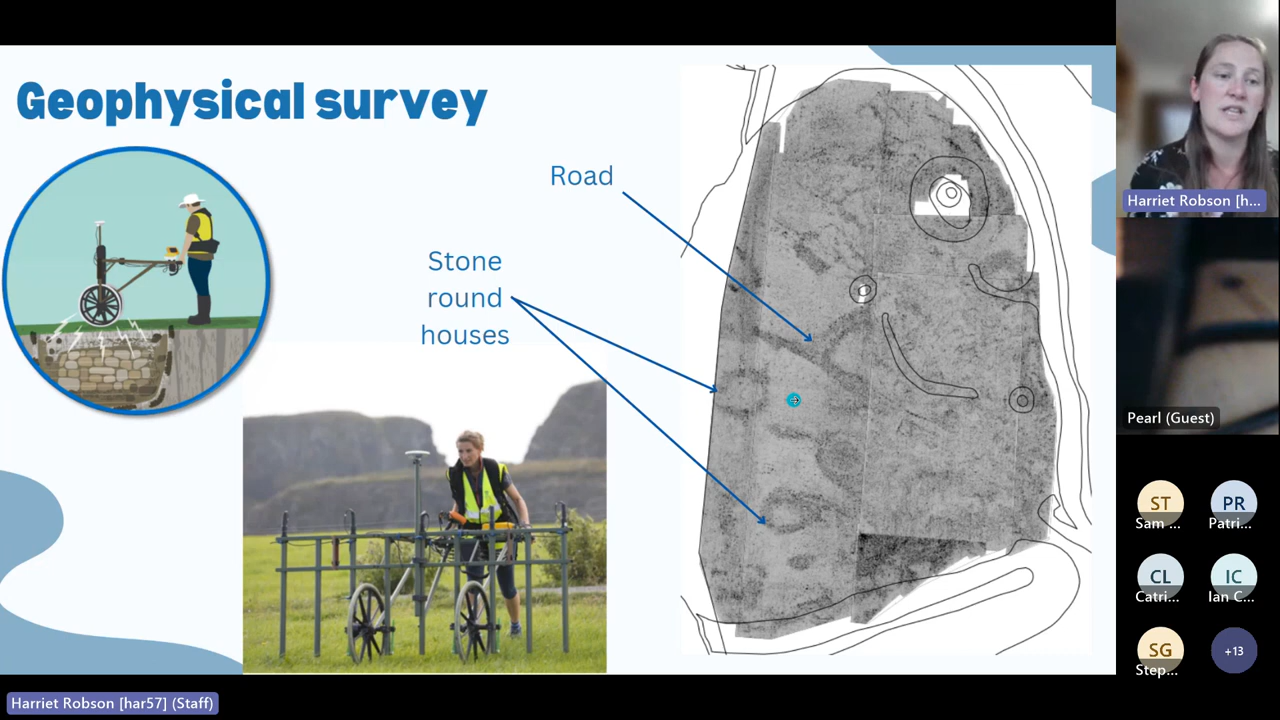 Geophysical survey
Road
Stone
round
houses
Harriet Robson [h...
Pearl (Guest)
ST
Sam ...
PR
Patri...
CL
Catri...
IC
Ian C...
SG
Step...
+13
Harriet Robson [har57] (Staff)